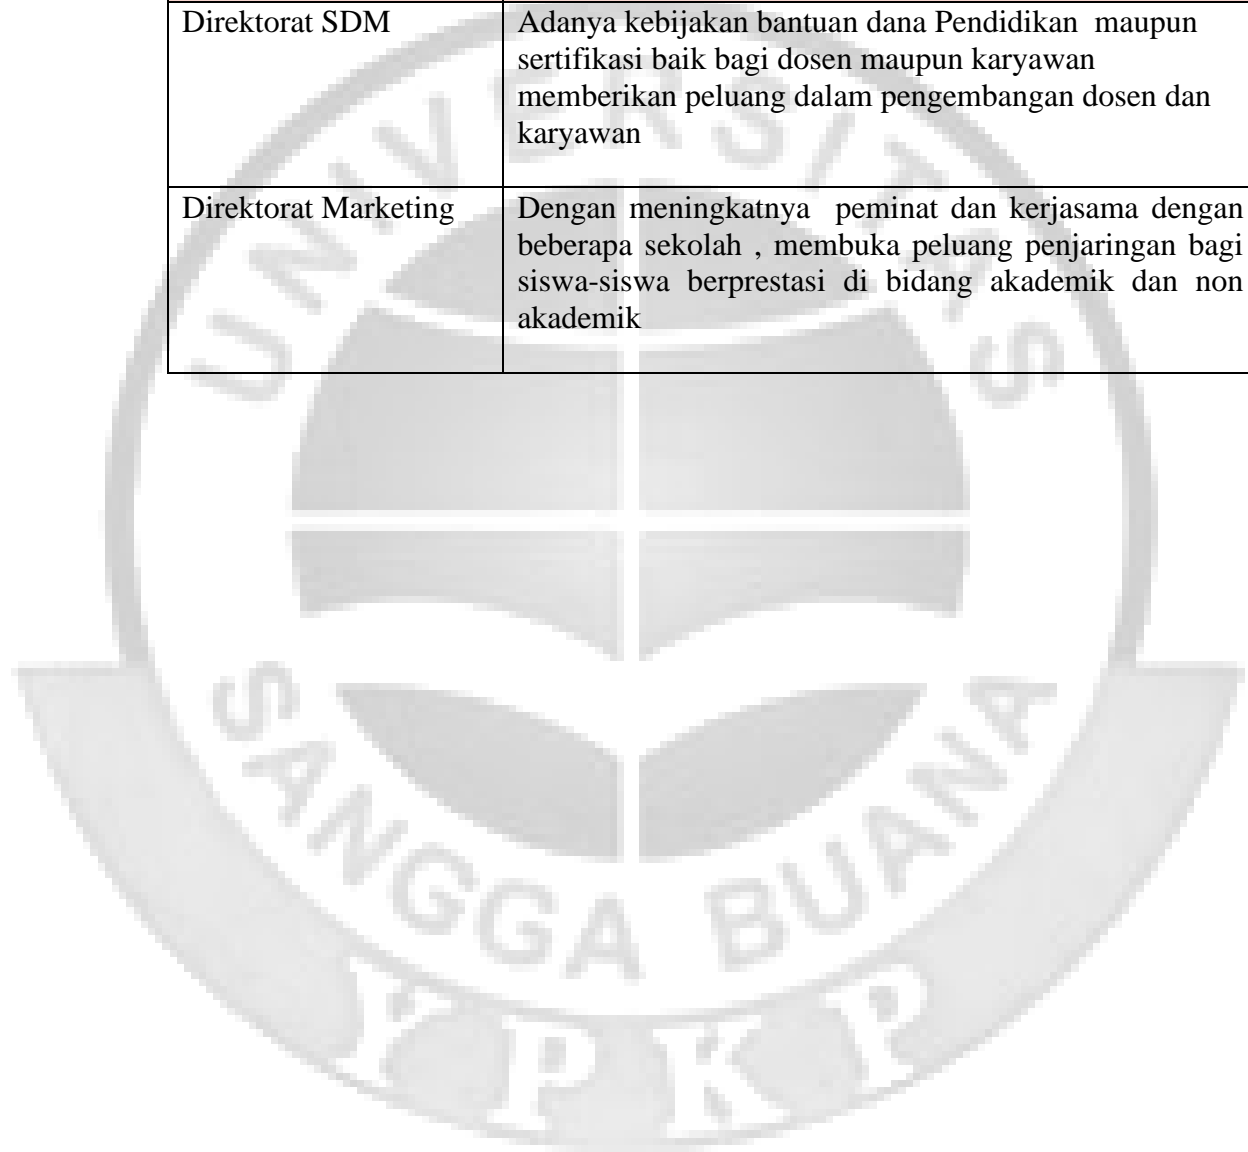 Direktorat SDM
Adanya kebijakan bantuan dana Pendidikan maupun
sertifikasi baik bagi dosen maupun karyawan
memberikan peluang dalam pengembangan dosen dan
karyawan
Direktorat Marketing
Dengan meningkatnya peminat dan kerjasama dengan
beberapa sekolah , membuka peluang penjaringan bagi
siswa-siswa berprestasi di bidang akademik dan non
akademik
UNIVERSITAS
SANGGA BUANA
YPKP